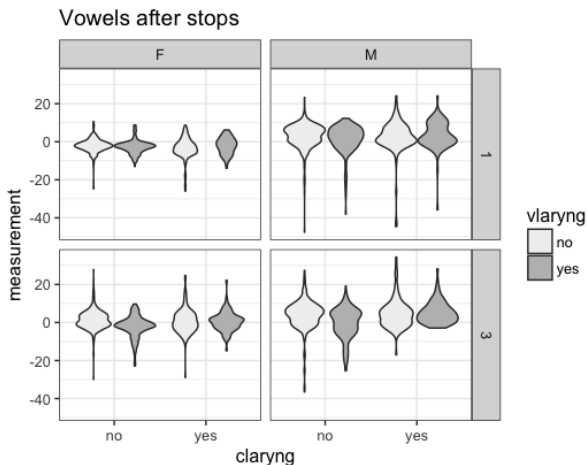 Vowels after stops
F
M
20
0
-20
-40
1
20
0
-20
-40
3
measurement
no
yes
no
yes
claryng
vlaryng
no
yes